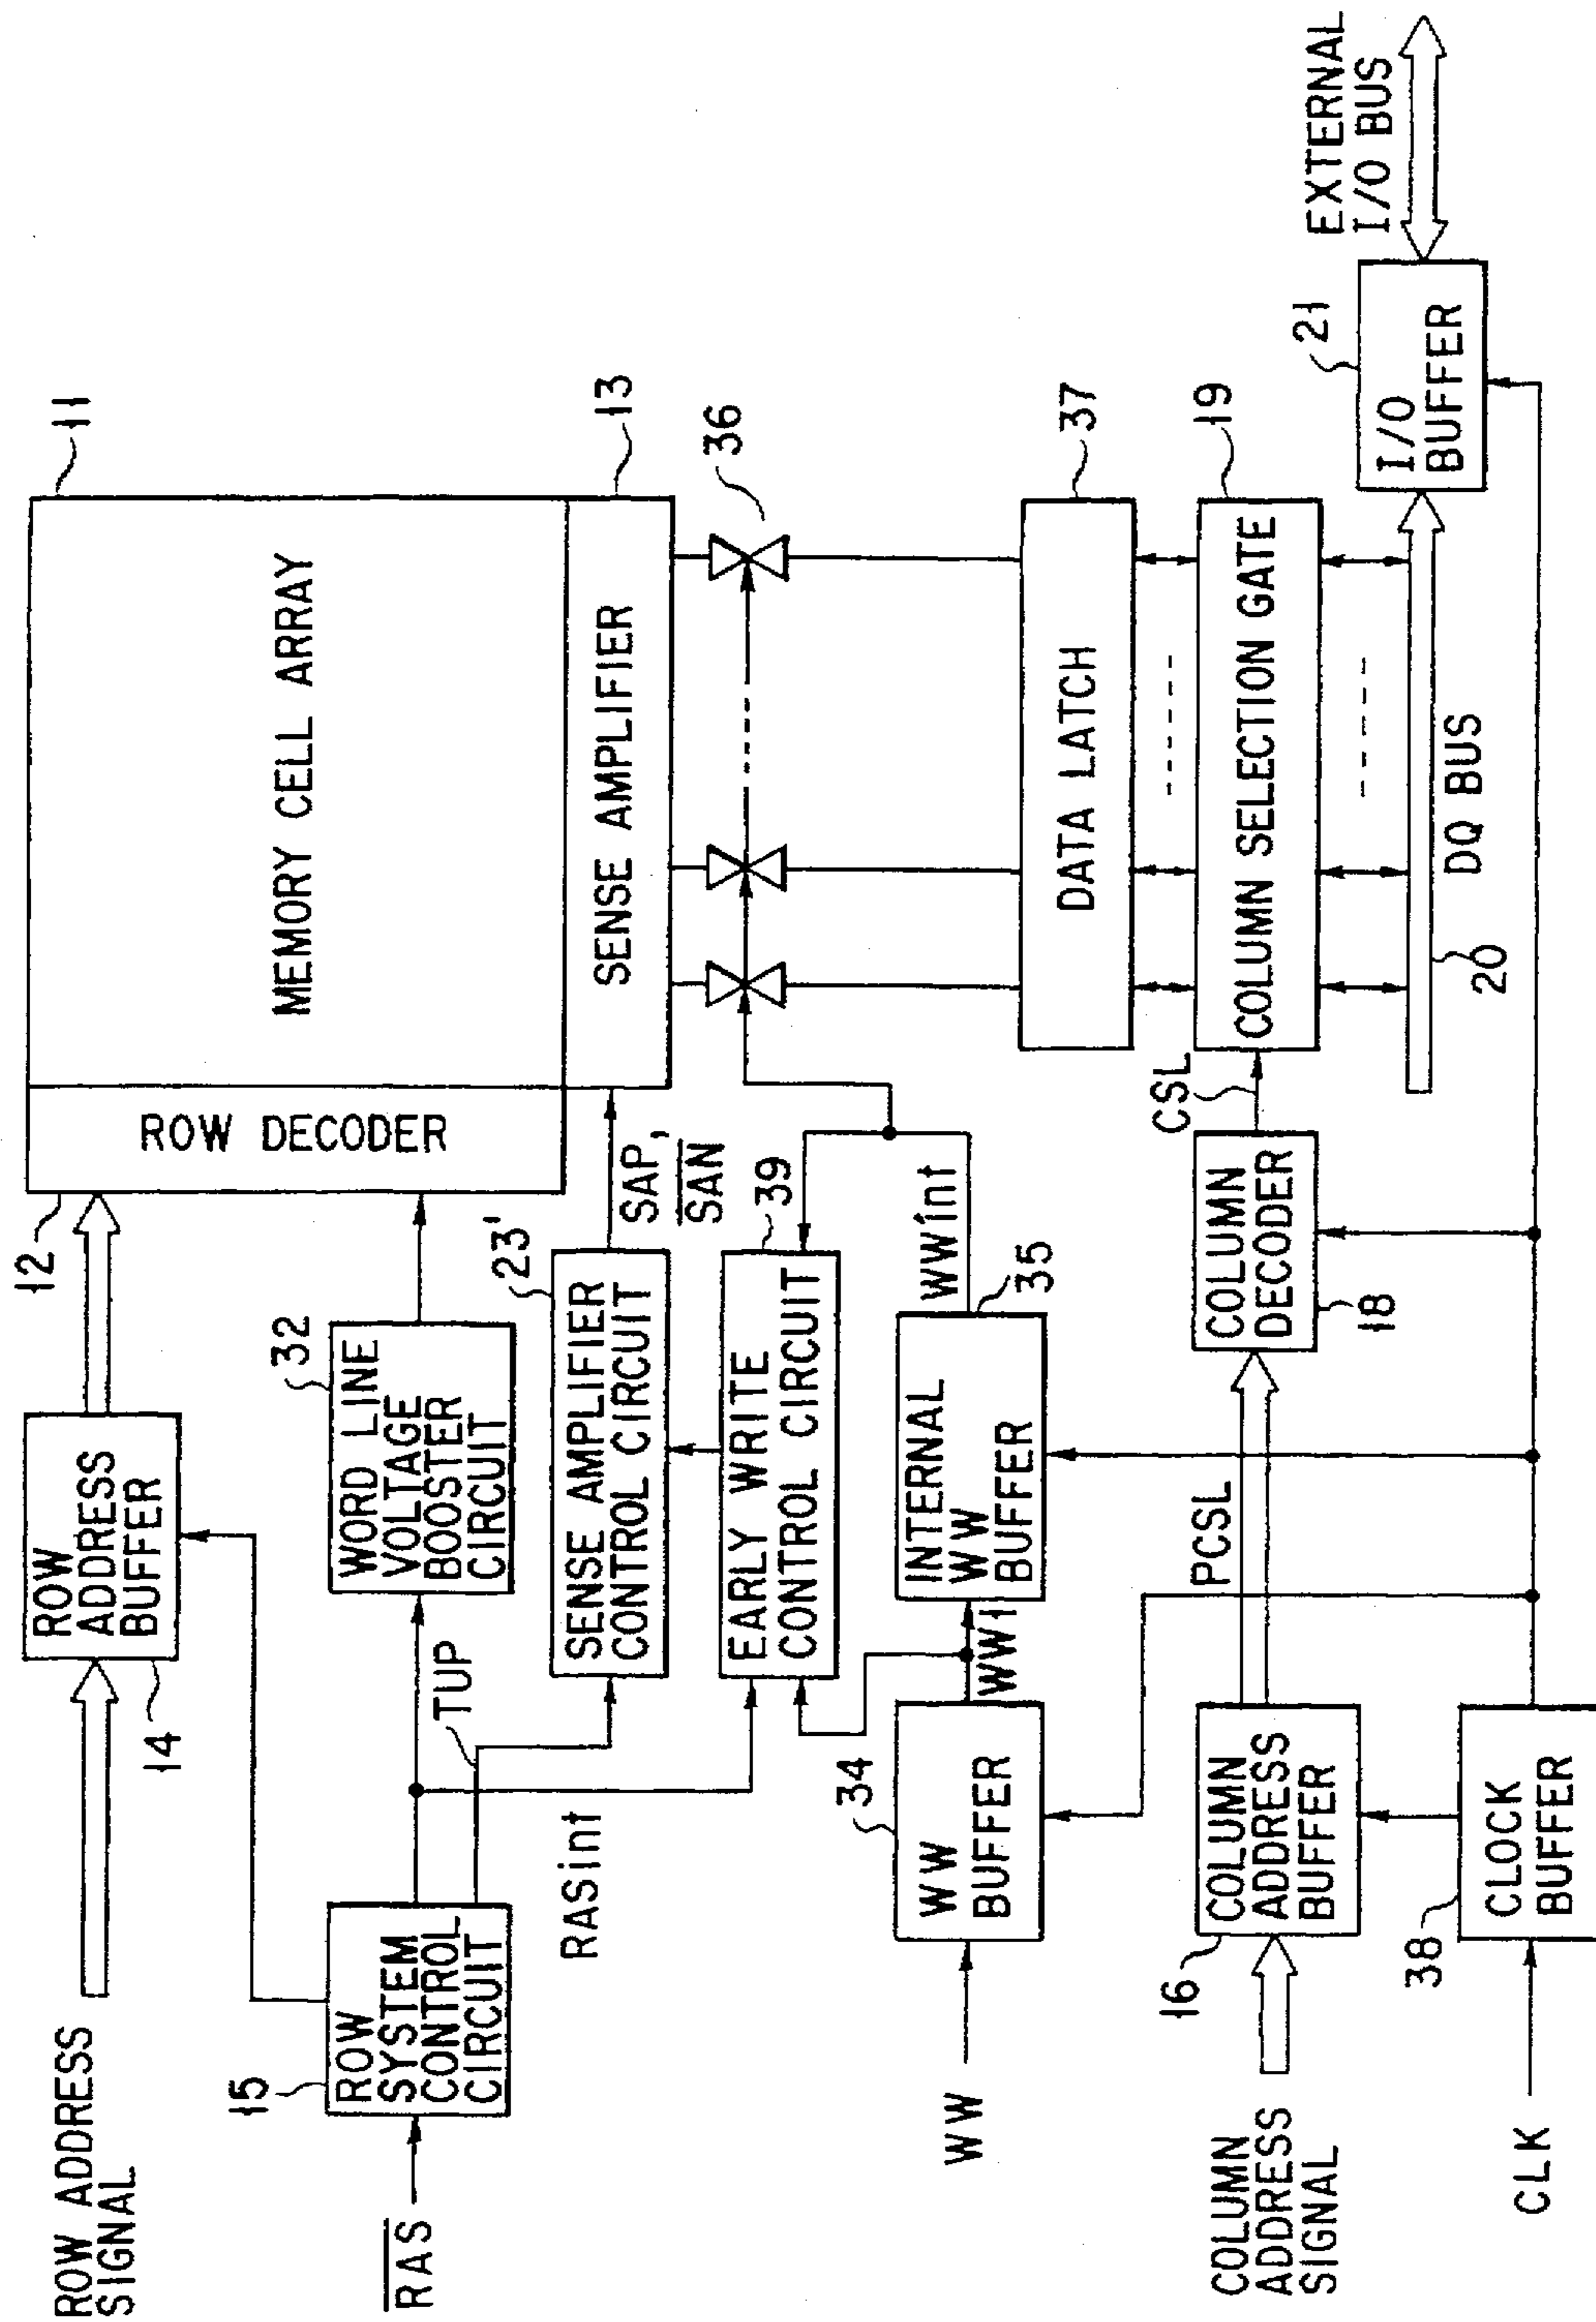 ROW ADDRESS
SIGNAL
14
ROW
ADDRESS
BUFFER
12
ROW DECODER
MEMORY CELL ARRAY
11
RAS
15
ROW
SYSTEM
CONTROL
CIRCUIT
TUP
32
WORD LINE
VOLTAGE
BOOSTER
CIRCUIT
RASint
23'
SENSE AMPLIFIER
CONTROL CIRCUIT
SAP,
SAN
SENSE AMPLIFIER
13
39
EARLY WRITE
CONTROL CIRCUIT
36
WW
34
WW
BUFFER
WW1
INTERNAL
WW
BUFFER
35
WWint
DATA LATCH
37
COLUMN
ADDRESS
SIGNAL
16
COLUMN
ADDRESS
BUFFER
PCSL
COLUMN
DECODER
18
CSL
COLUMN SELECTION GATE
19
20
DQ BUS
21
I/O
BUFFER
EXTERNAL
I/O BUS
CLK
38
CLOCK
BUFFER